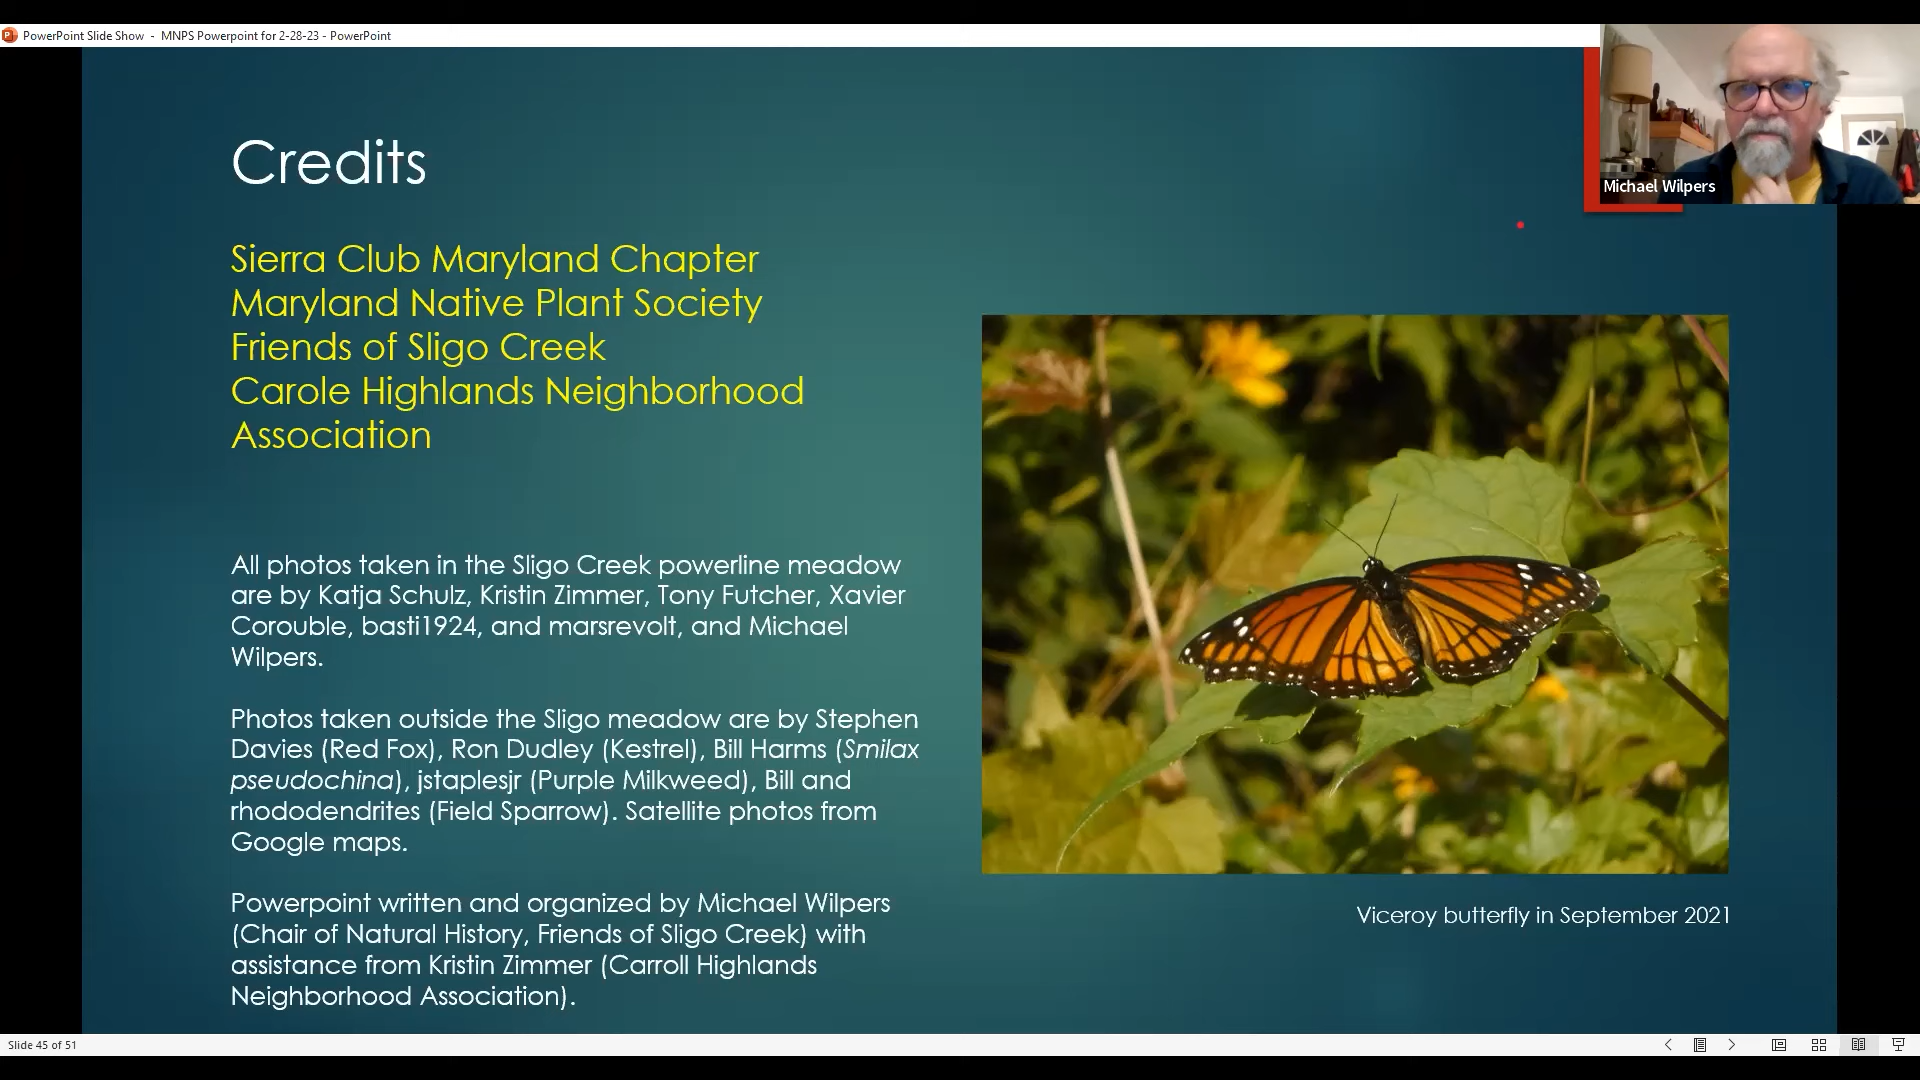 PowerPoint Slide Show - MNPS Powerpoint for 2-28-23 - PowerPoint
Michael Wilpers
Credits
Sierra Club Maryland Chapter
Maryland Native Plant Society
Friends of Sligo Creek
Carole Highlands Neighborhood
Association
All photos taken in the Sligo Creek powerline meadow
are by Katja Schulz, Kristin Zimmer, Tony Futcher, Xavier
Corouble, basti1924, and marsrevolt, and Michael
Wilpers.
Photos taken outside the Sligo meadow are by Stephen
Davies (Red Fox), Ron Dudley (Kestrel), Bill Harms (Smilax
pseudochina), jstaplesjr (Purple Milkweed), Bill and
rhododendrites (Field Sparrow). Satellite photos from
Google maps.
Powerpoint written and organized by Michael Wilpers
(Chair of Natural History, Friends of Sligo Creek) with
assistance from Kristin Zimmer (Carroll Highlands
Neighborhood Association).
Viceroy butterfly in September 2021
Slide 45 of 51